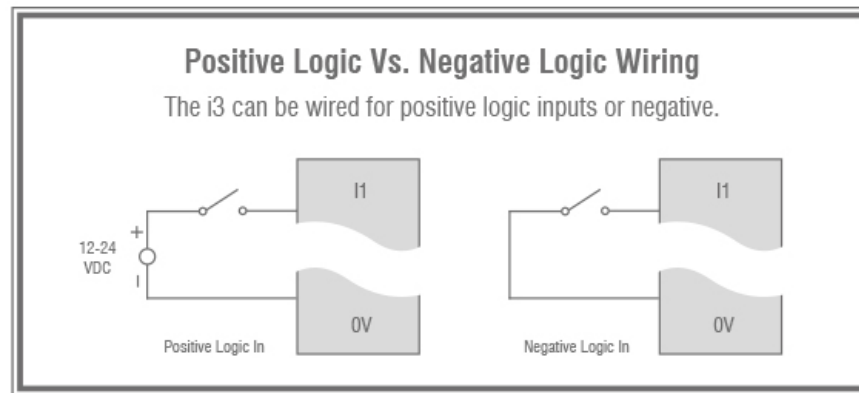 Positive Logic Vs. Negative Logic Wiring
The i3 can be wired for positive logic inputs or negative.
I1
I1
+
12-24
VDC
I
0V
0V
Positive Logic In
Negative Logic In